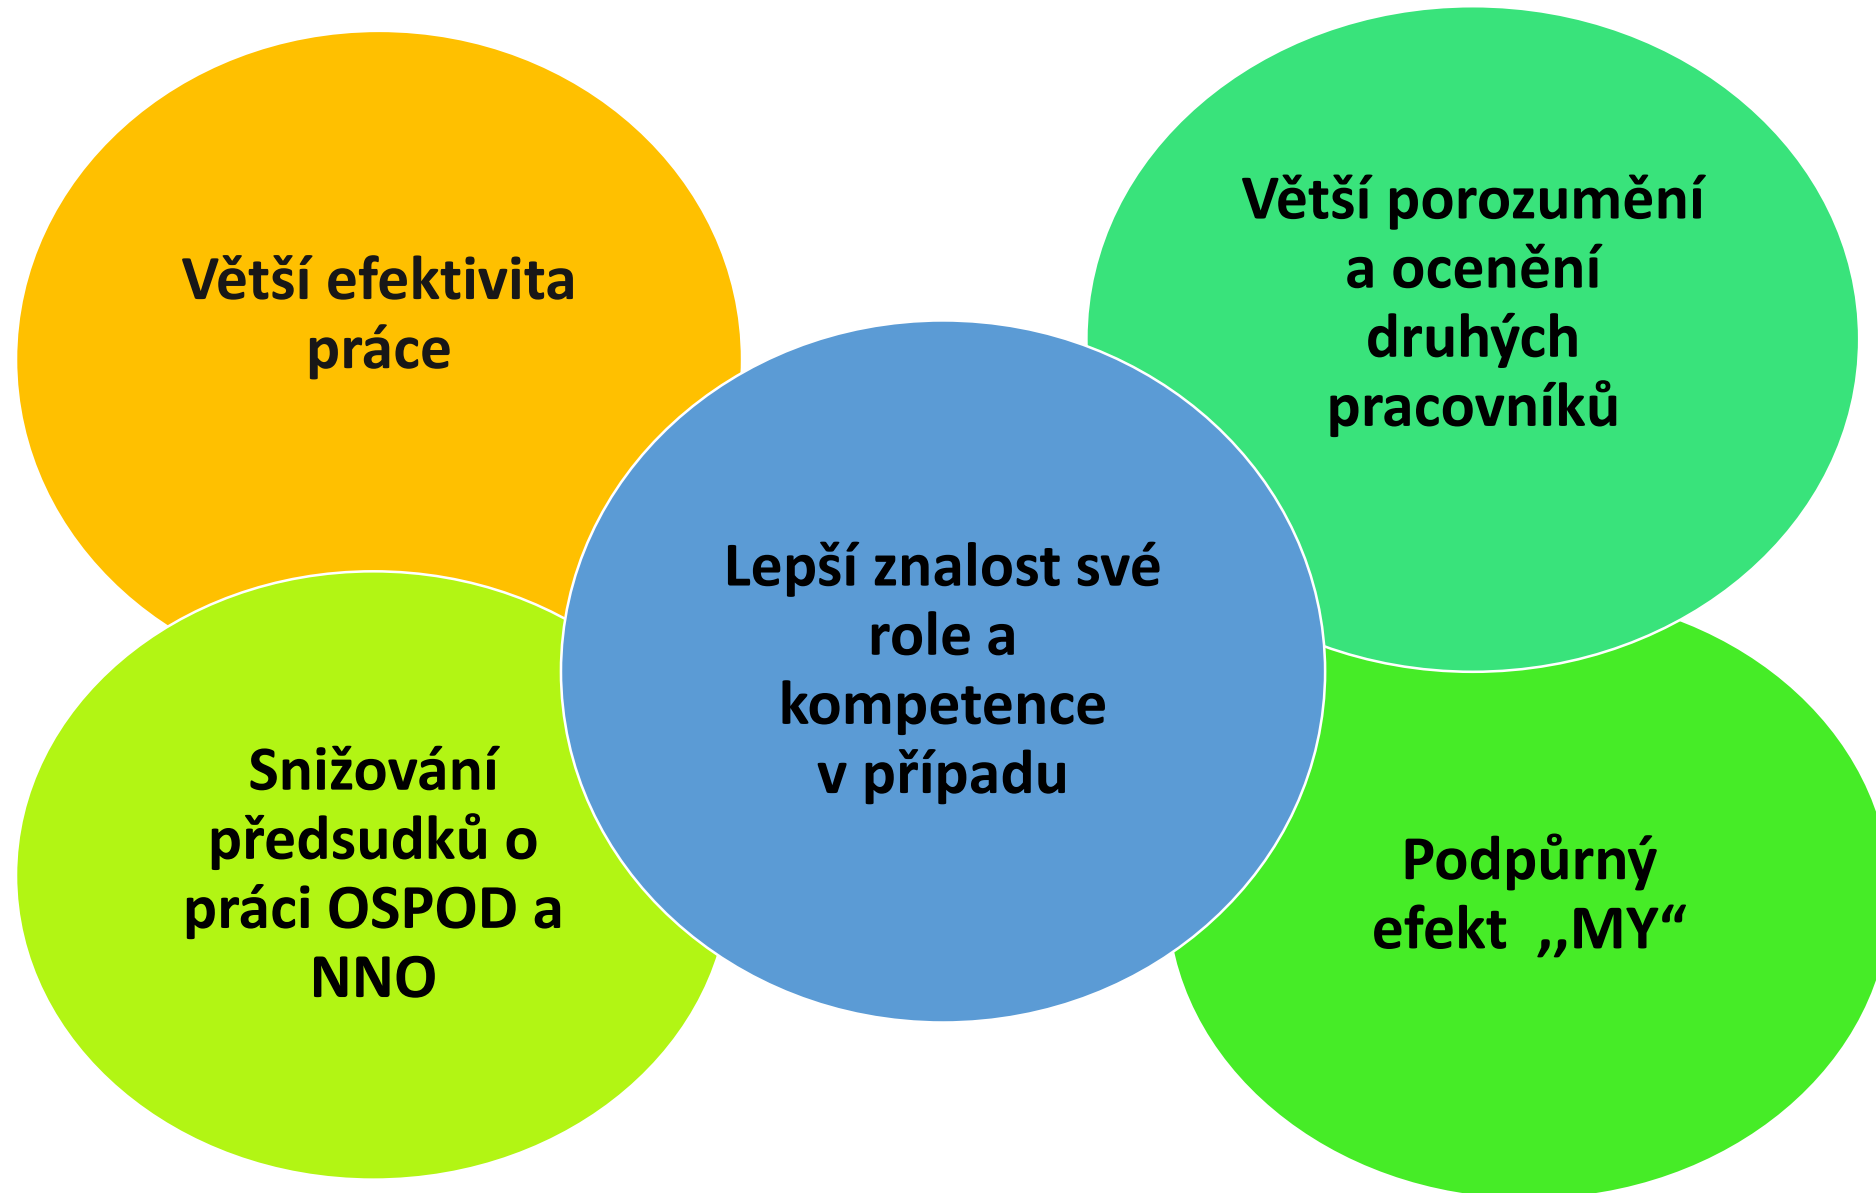 Větší efektivita
práce
Větší porozumění
a ocenění
druhých
pracovníků
Lepší znalost své
role a
kompetence
v případu
Snižování
předsudků o
práci OSPOD a
NNO
Podpůrný
efekt  ,,MY“